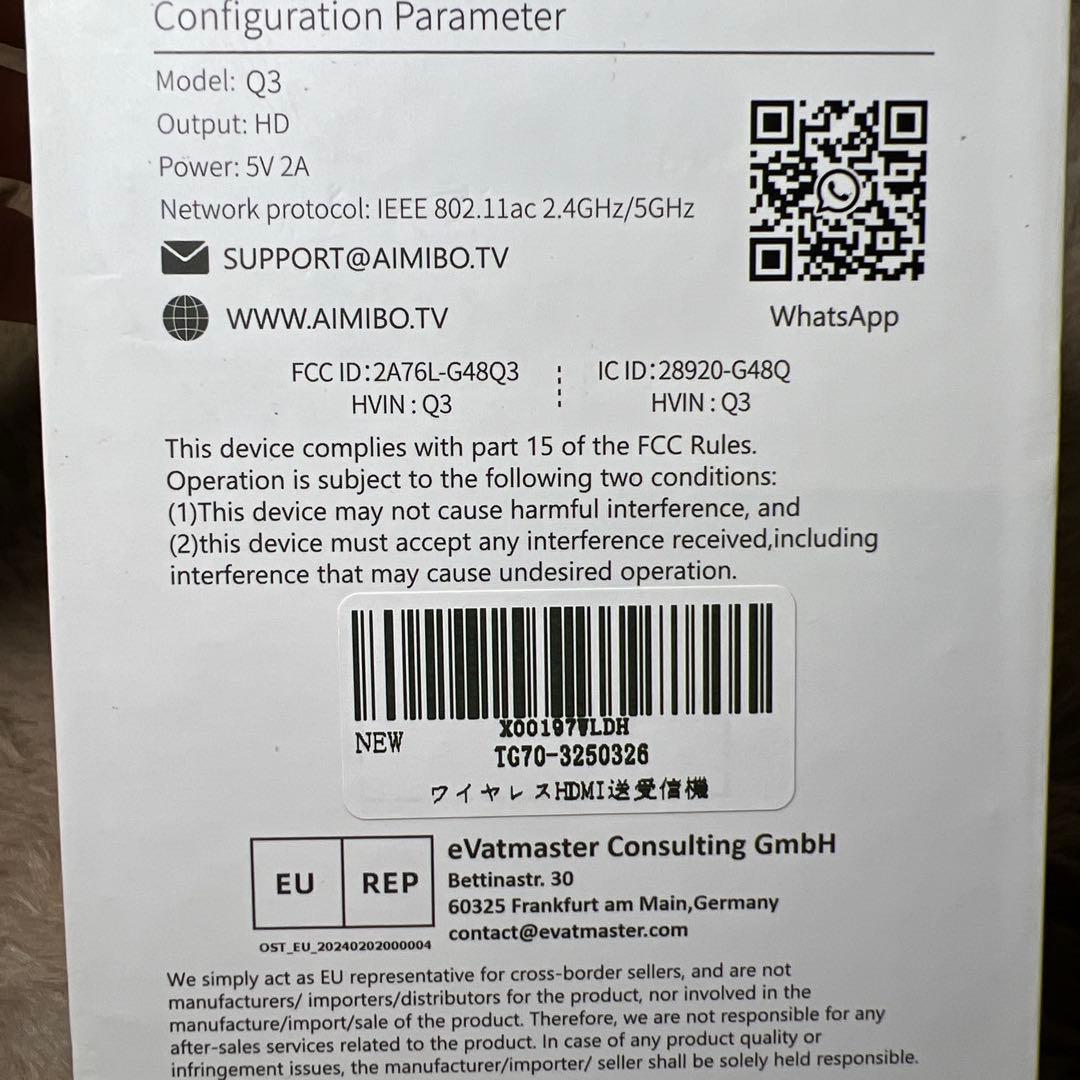 Configuration Parameter
Model: Q3
Output: HD
Power: 5V 2A
Network protocol: IEEE 802.11ac 2.4GHz/5GHz
SUPPORT@AIMIBO.TV
WWW.AIMIBO.TV
WhatsApp
FCC ID:2A76L-G48Q3
HVIN : Q3
IC ID:28920-G48Q
HVIN : Q3
This device complies with part 15 of the FCC Rules.
Operation is subject to the following two conditions:
(1)This device may not cause harmful interference, and
(2)this device must accept any interference received,including
interference that may cause undesired operation.
X00197WLDH
NEW
TG70-3250326
ワイヤレスHDMI送受信機
EU REP
OST_EU_20240202000004
eVatmaster Consulting GmbH
Bettinastr. 30
60325 Frankfurt am Main,Germany
contact@evatmaster.com
We simply act as EU representative for cross-border sellers, and are not
manufacturers/ importers/distributors for the product, nor involved in the
manufacture/import/sale of the product. Therefore, we are not responsible for any
after-sales services related to the product. In case of any product quality or
infringement issues, the manufacturer/importer/ seller shall be solely held responsible.